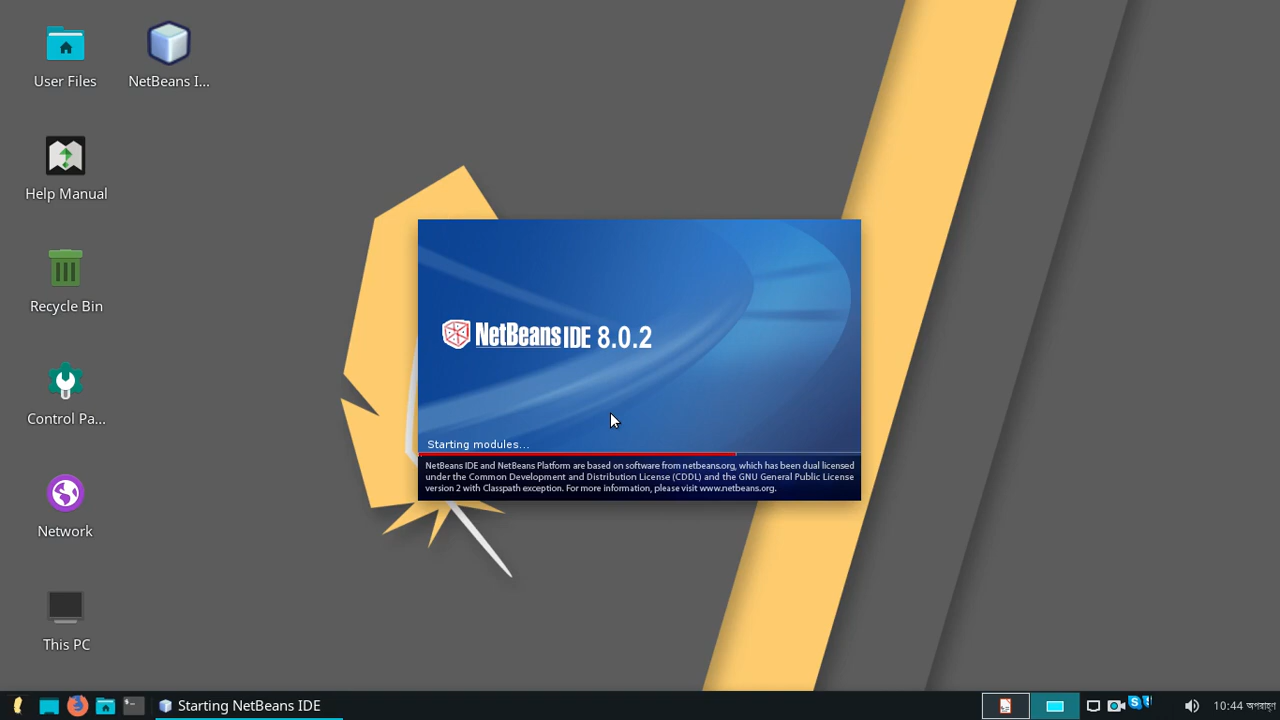 User Files
NetBeans I...
Help Manual
Recycle Bin
Control Pa...
Network
This PC
NetBeans IDE 8.0.2
Starting modules...
NetBeans IDE and NetBeans Platform are based on software from netbeans.org, which has been dual licensed
under the Common Development and Distribution License (CDDL) and the GNU General Public License
version 2 with Classpath exception. For more information, please visit www.netbeans.org.
Starting NetBeans IDE
10:44 অপরাহ্ণ